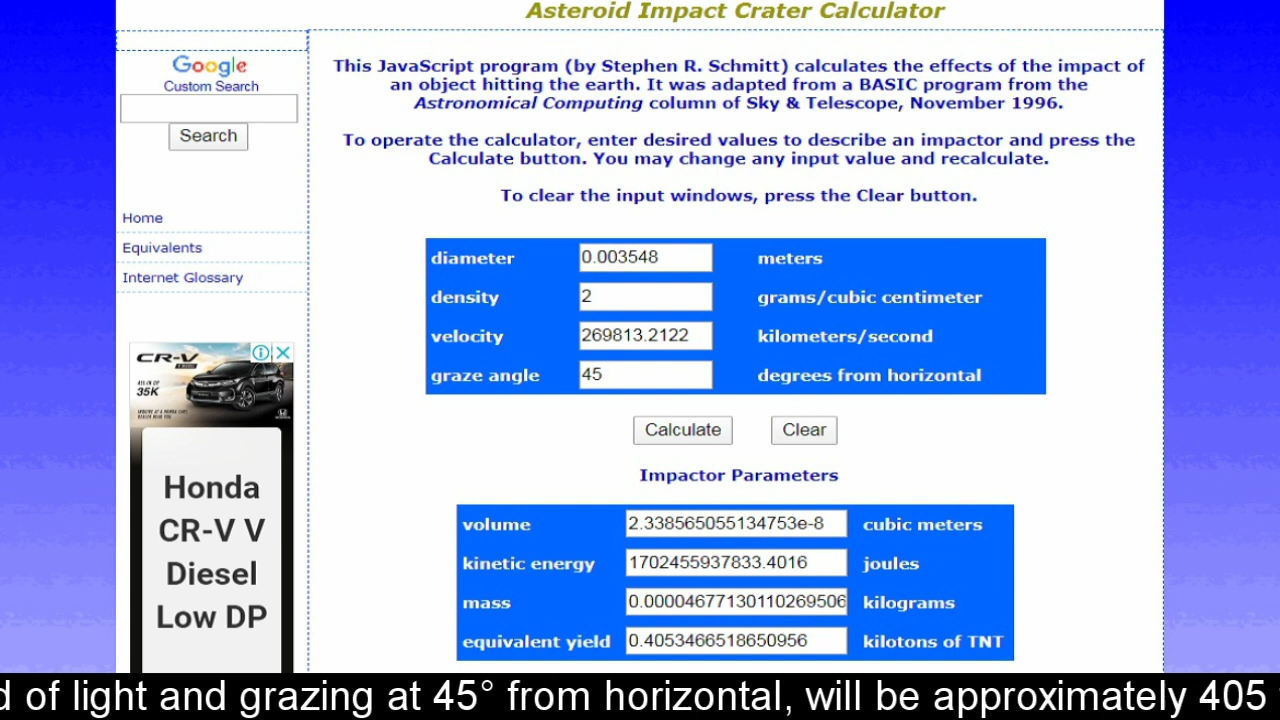 Asteroid Impact Crater Calculator
Google
Custom Search
Search
Home
Equivalents
Internet Glossary
CR-V
ALL-IN OF
35K
HONDA
Honda
CR-V V
Diesel
Low DP
This JavaScript program (by Stephen R. Schmitt) calculates the effects of the impact of
an object hitting the earth. It was adapted from a BASIC program from the
Astronomical Computing column of Sky & Telescope, November 1996.
To operate the calculator, enter desired values to describe an impactor and press the
Calculate button. You may change any input value and recalculate.
To clear the input windows, press the Clear button.
diameter 0.003548 meters
density 2 grams/cubic centimeter
velocity 269813.2122 kilometers/second
graze angle 45 degrees from horizontal
Calculate Clear
Impactor Parameters
volume 2.338565055134753e-8 cubic meters
kinetic energy 1702455937833.4016 joules
mass 0.00004677130110269506 kilograms
equivalent yield 0.4053466518650956 kilotons of TNT
d of light and grazing at 45° from horizontal, will be approximately 405